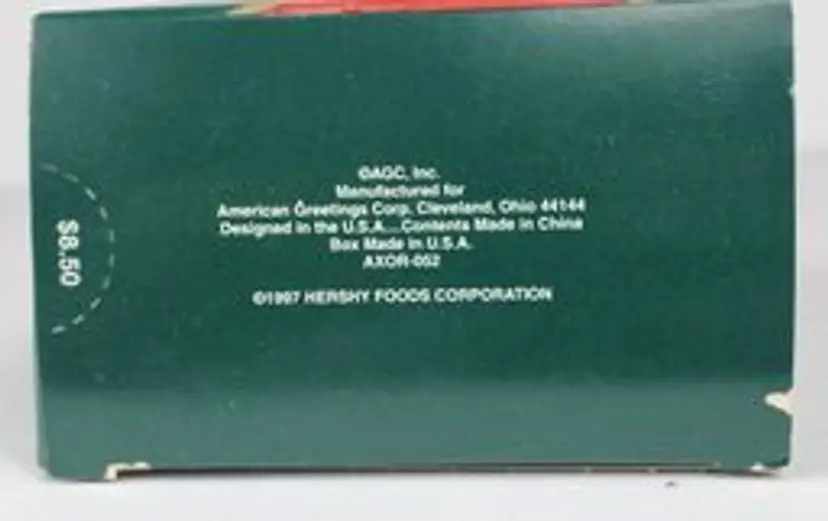 ©AGC, Inc.
Manufactured for
American Greetings Corp. Cleveland, Ohio 44144
Designed in the U.S.A...Contents Made in China
Box Made in U.S.A.
AXOR-052
©1997 HERSHY FOODS CORPORATION
$8.50